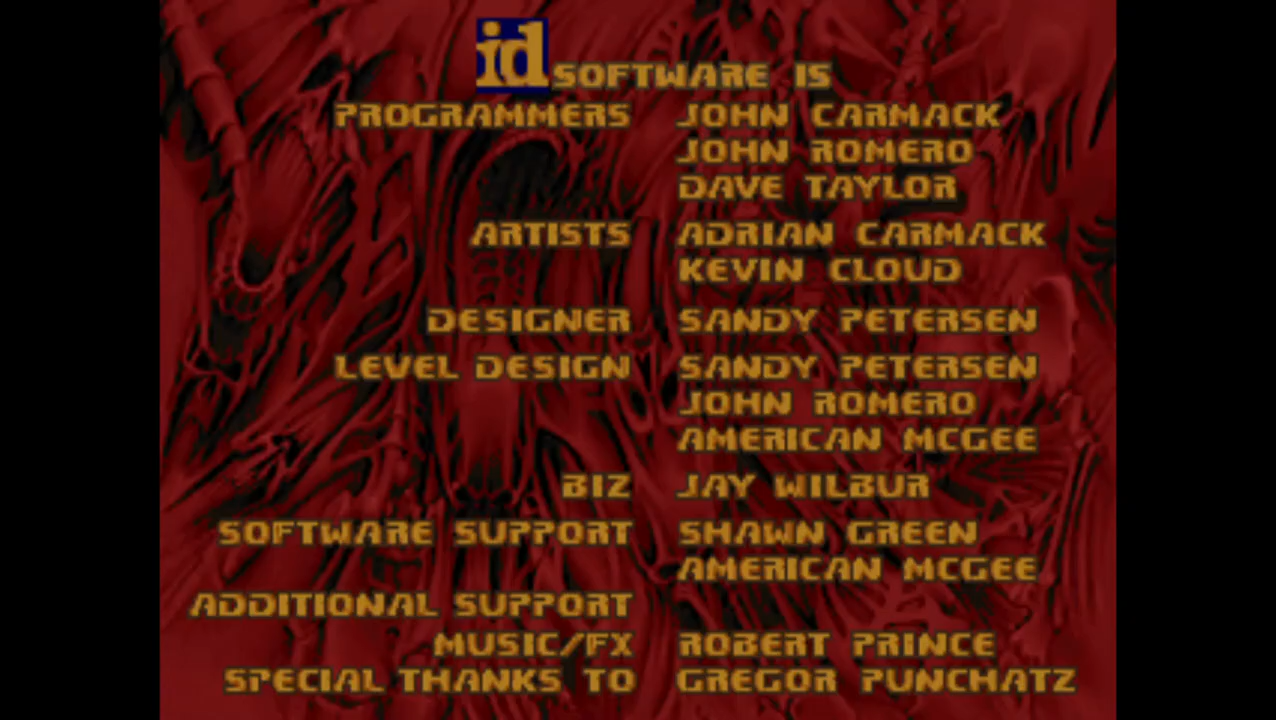 id SOFTWARE IS
PROGRAMMERS JOHN CARMACK
JOHN ROMERO
DAVE TAYLOR
ARTISTS ADRIAN CARMACK
KEVIN CLOUD
DESIGNER SANDY PETERSEN
LEVEL DESIGN SANDY PETERSEN
JOHN ROMERO
AMERICAN MCGEE
BIZ JAY WILBUR
SOFTWARE SUPPORT SHAWN GREEN
AMERICAN MCGEE
ADDITIONAL SUPPORT
MUSIC/FX ROBERT PRINCE
SPECIAL THANKS TO GREGOR PUNCHATZ